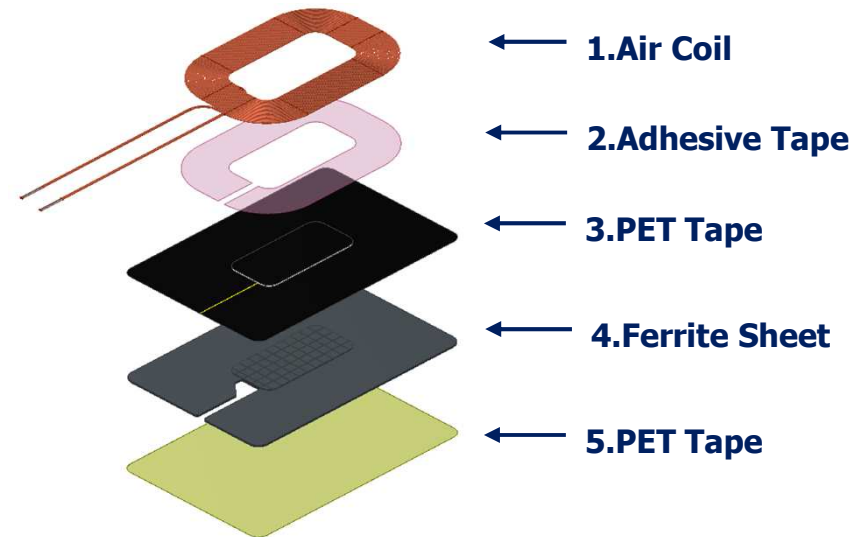 1.Air Coil
2.Adhesive Tape
3.PET Tape
4.Ferrite Sheet
5.PET Tape